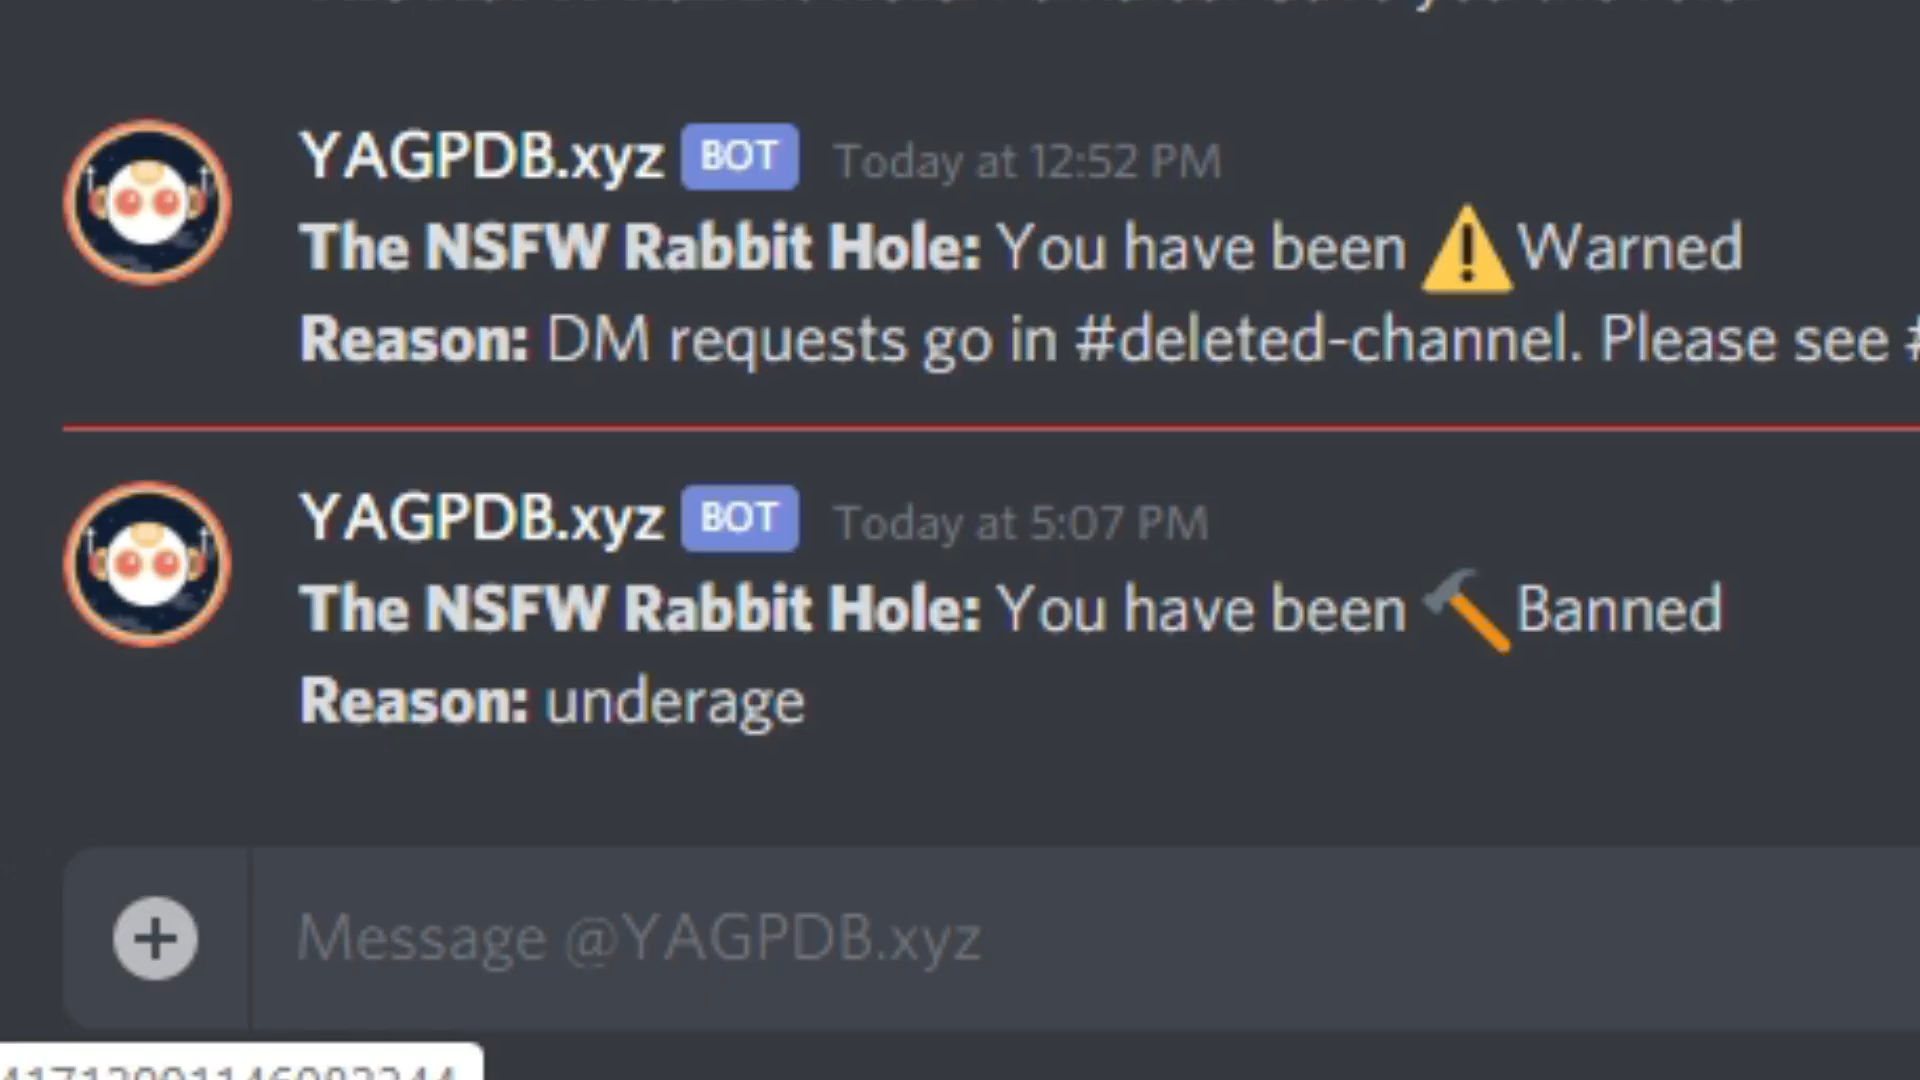 YAGPDB.xyz BOT Today at 12:52 PM
The NSFW Rabbit Hole: You have been ⚠️Warned
Reason: DM requests go in #deleted-channel. Please see #
YAGPDB.xyz BOT Today at 5:07 PM
The NSFW Rabbit Hole: You have been 🔨Banned
Reason: underage
Message @YAGPDB.xyz